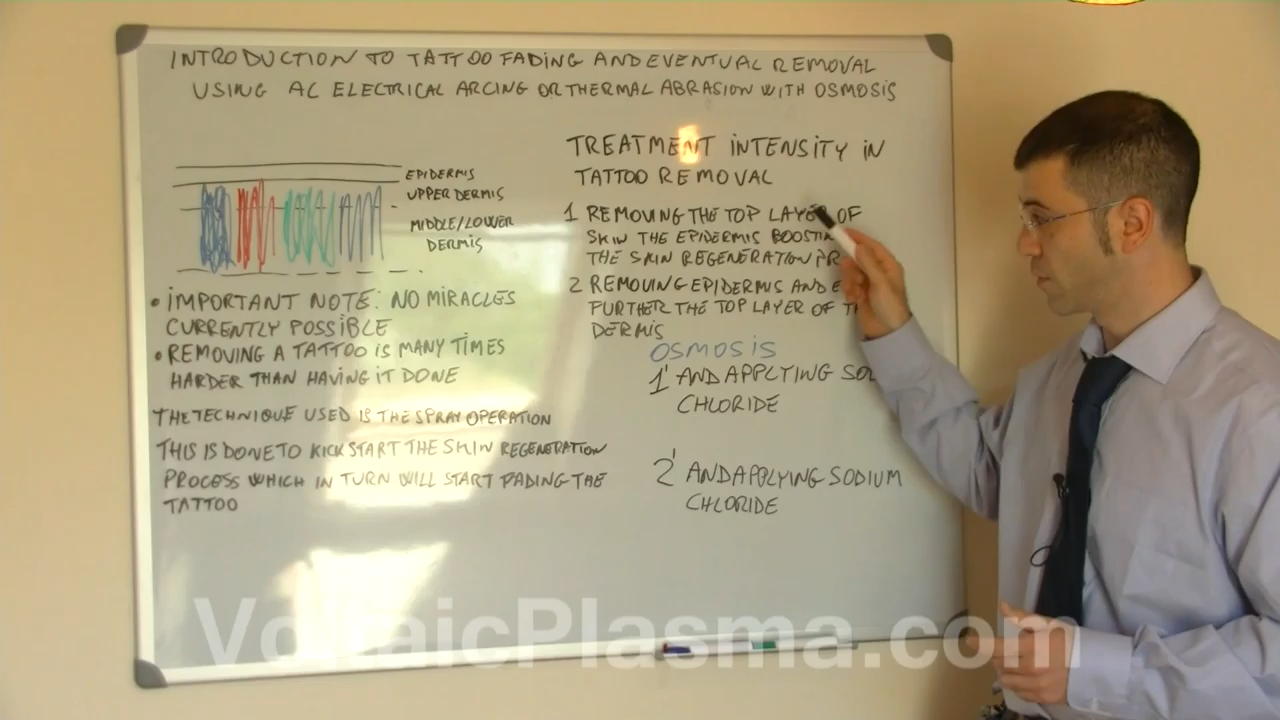 INTRODUCTION TO TATTOO FADING AND EVENTUAL REMOVAL
USING AC ELECTRICAL ARCING OR THERMAL ABRASION WITH OSMOSIS
EPIDERMIS
UPPER DERMIS
MIDDLE/LOWER
DERMIS
• IMPORTANT NOTE: NO MIRACLES
CURRENTLY POSSIBLE
• REMOVING A TATTOO IS MANY TIMES
HARDER THAN HAVING IT DONE
THE TECHNIQUE USED IS THE SPRAY OPERATION
THIS IS DONE TO KICK START THE SKIN REGENERATION
PROCESS WHICH IN TURN WILL START FADING THE
TATTOO
TREATMENT INTENSITY IN
TATTOO REMOVAL
1 REMOVING THE TOP LAYER OF
SKIN THE EPIDERMIS
THE SKIN REGENERATION
2 REMOVING EPIDERMIS AND
FURTHER THE TOP LAYER OF
DERMIS
OSMOSIS
1' AND APPLYING
CHLORIDE
2' AND APPLYING SODIUM
CHLORIDE
VoltaicPlasma.com